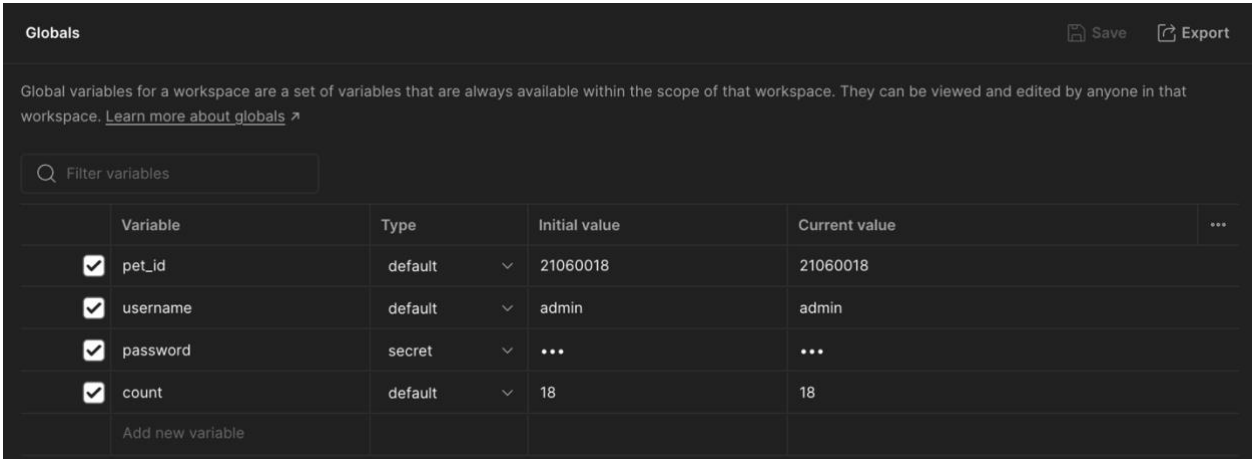 Globals Save Export
Global variables for a workspace are a set of variables that are always available within the scope of that workspace. They can be viewed and edited by anyone in that
workspace. Learn more about globals ↗
Filter variables
Variable Type Initial value Current value
pet_id default 21060018 21060018
username default admin admin
password secret ••• •••
count default 18 18
Add new variable